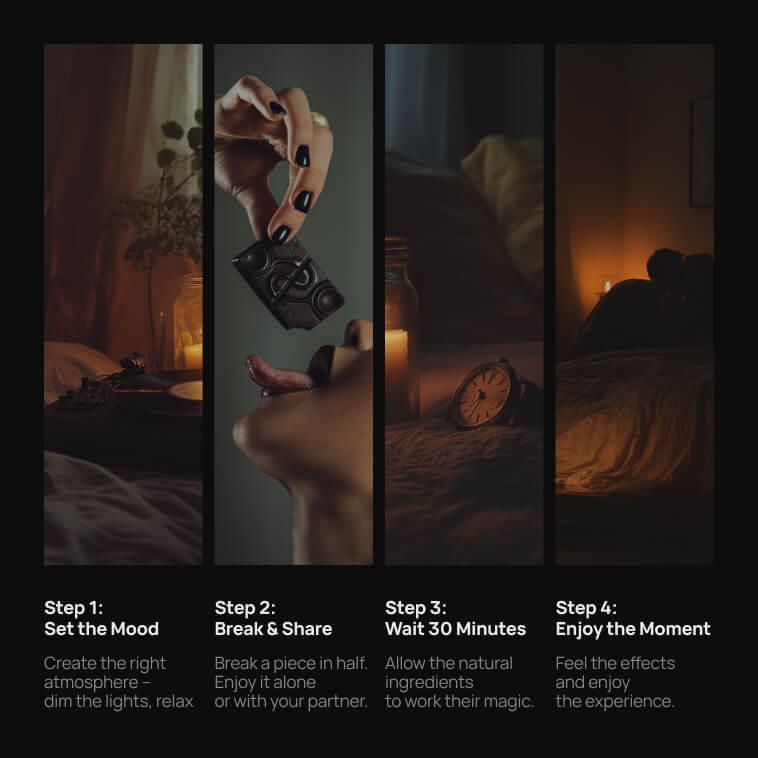 Step 1:
Set the Mood
Create the right
atmosphere –
dim the lights, relax
Step 2:
Break & Share
Break a piece in half.
Enjoy it alone
or with your partner.
Step 3:
Wait 30 Minutes
Allow the natural
ingredients
to work their magic.
Step 4:
Enjoy the Moment
Feel the effects
and enjoy
the experience.